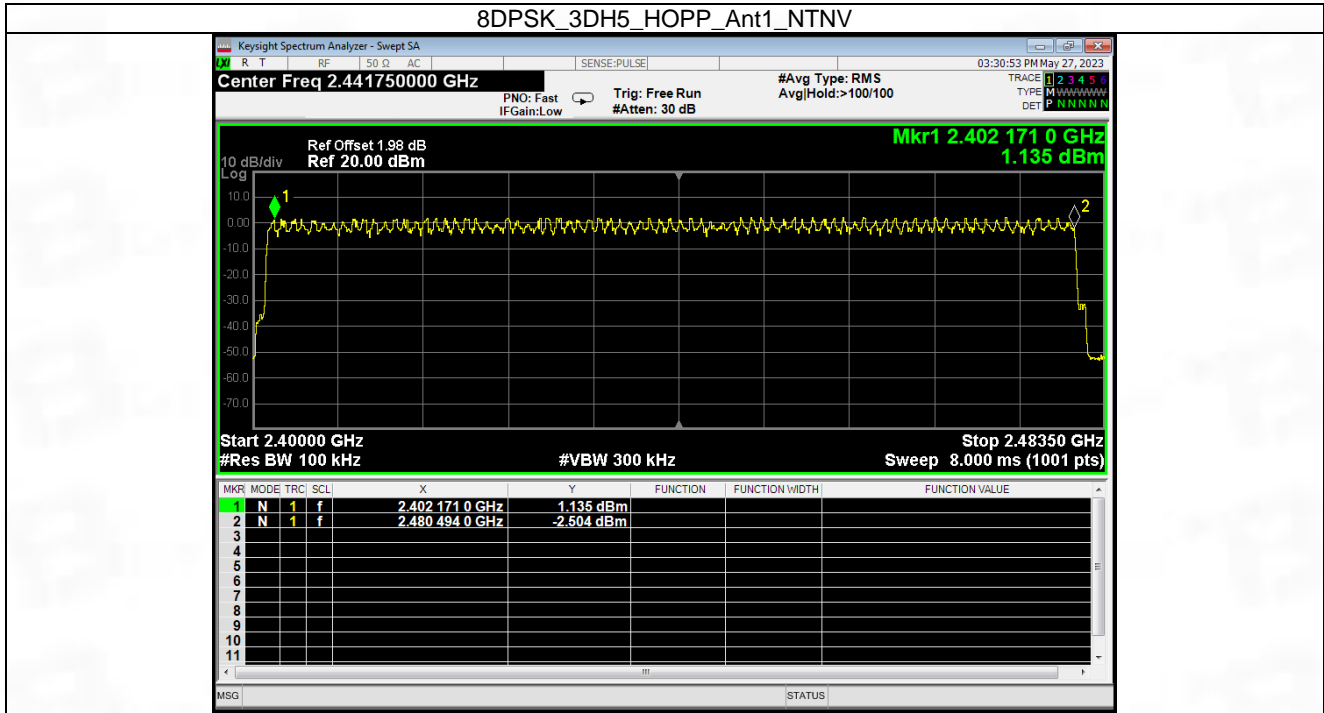 8DPSK_3DH5_HOPP_Ant1_NTNV
Keysight Spectrum Analyzer - Swept SA
LXI R T RF 50 Ω AC SENSE:PULSE 03:30:53 PM May 27, 2023
Center Freq 2.441750000 GHz #Avg Type: RMS TRACE 1 2 3 4 5 6
PNO: Fast Trig: Free Run Avg|Hold:>100/100 TYPE M WWWWW
IFGain:Low #Atten: 30 dB DET P N N N N N
Mkr1 2.402 171 0 GHz
1.135 dBm
Ref Offset 1.98 dB
10 dB/div Ref 20.00 dBm
Log
10.0
0.00
-10.0
-20.0
-30.0
-40.0
-50.0
-60.0
-70.0
1
2
Start 2.40000 GHz Stop 2.48350 GHz
#Res BW 100 kHz #VBW 300 kHz Sweep 8.000 ms (1001 pts)
MKR MODE TRC SCL X Y FUNCTION FUNCTION WIDTH FUNCTION VALUE
1 N 1 f 2.402 171 0 GHz 1.135 dBm
2 N 1 f 2.480 494 0 GHz -2.504 dBm
3
4
5
6
7
8
9
10
11
MSG STATUS